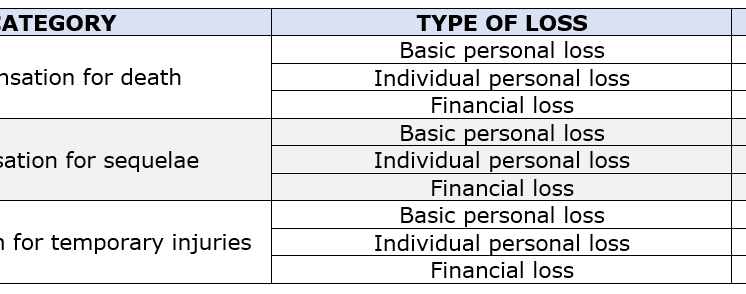 CATEGORY TYPE OF LOSS
Basic personal loss
nsation for death Individual personal loss
Financial loss
Basic personal loss
sation for sequelae Individual personal loss
Financial loss
Basic personal loss
n for temporary injuries Individual personal loss
Financial loss